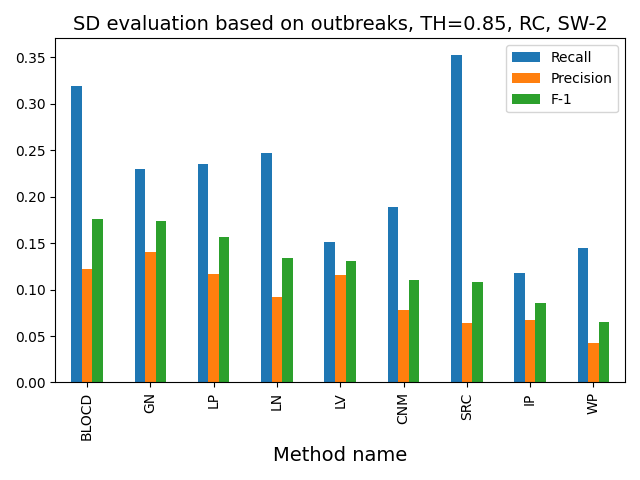 SD evaluation based on outbreaks, TH=0.85, RC, SW-2
Recall
Precision
F-1
0.35
0.30
0.25
0.20
0.15
0.10
0.05
0.00
BLOCD
GN
LP
LN
LV
CNM
SRC
IP
WP
Method name